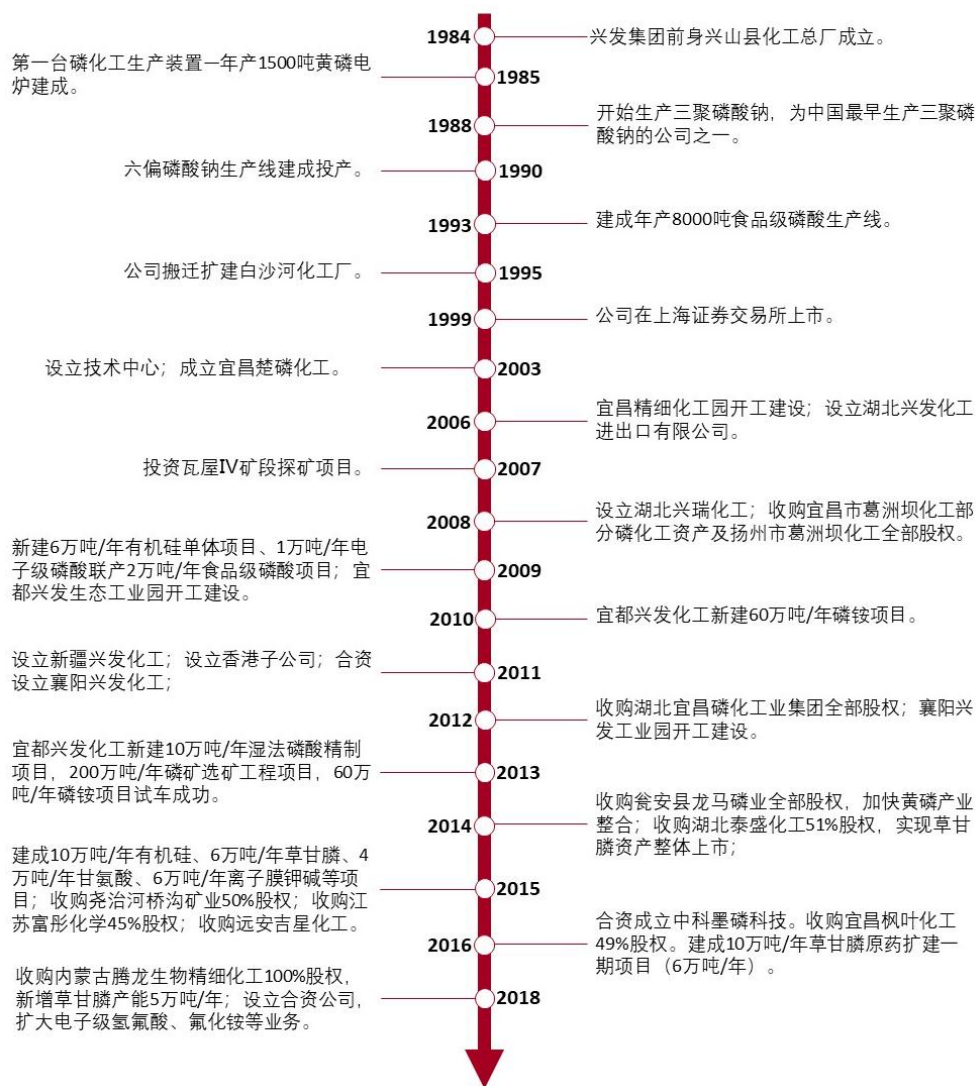 1984
兴发集团前身兴山县化工总厂成立。
第一台磷化工生产装置—年产1500吨黄磷电
炉建成。
1985
1988
开始生产三聚磷酸钠，为中国最早生产三聚磷
酸钠的公司之一。
六偏磷酸钠生产线建成投产。
1990
1993
建成年产8000吨食品级磷酸生产线。
公司搬迁扩建白沙河化工厂。
1995
1999
公司在上海证券交易所上市。
设立技术中心；成立宜昌楚磷化工。
2003
2006
宜昌精细化工园开工建设；设立湖北兴发化工
进出口有限公司。
投资瓦屋IV矿段探矿项目。
2007
2008
设立湖北兴瑞化工；收购宜昌市葛洲坝化工部
分磷化工资产及扬州市葛洲坝化工全部股权。
新建6万吨/年有机硅单体项目、1万吨/年电
子级磷酸联产2万吨/年食品级磷酸项目；宜
都兴发生态工业园开工建设。
2009
2010
宜都兴发化工新建60万吨/年磷铵项目。
设立新疆兴发化工；设立香港子公司；合资
设立襄阳兴发化工；
2011
2012
收购湖北宜昌磷化工业集团全部股权；襄阳兴
发工业园开工建设。
宜都兴发化工新建10万吨/年湿法磷酸精制
项目，200万吨/年磷矿选矿工程项目，60万
吨/年磷铵项目试车成功。
2013
2014
收购瓮安县龙马磷业全部股权，加快黄磷产业
整合；收购湖北泰盛化工51%股权，实现草甘
膦资产整体上市；
建成10万吨/年有机硅、6万吨/年草甘膦、4
万吨/年甘氨酸、6万吨/年离子膜钾碱等项
目；收购尧治河桥沟矿业50%股权；收购江
苏富彤化学45%股权；收购远安吉星化工。
2015
2016
合资成立中科墨磷科技。收购宜昌枫叶化工
49%股权。建成10万吨/年草甘膦原药扩建一
期项目（6万吨/年）。
收购内蒙古腾龙生物精细化工100%股权，
新增草甘膦产能5万吨/年；设立合资公司，
扩大电子级氢氟酸、氟化铵等业务。
2018